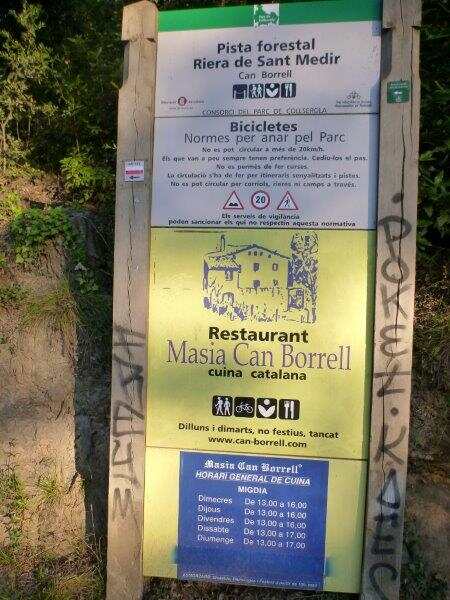 Pista forestal
Riera de Sant Medir
Can Borrell
CONSORCI DEL PARC DE COLLSEROLA
Bicicletes
Normes per anar pel Parc
No es pot circular a més de 20km/h.
Els que van a peu sempre tenen preferència. Cediu-los el pas.
No es permès de fer curses.
La circulació s'ha de fer per itineraris senyalitzats i pistes.
No es pot circular per corriols, rieres ni camps a través.
20
Els serveis de vigilància
poden sancionar els qui no respectin aquesta normativa
Restaurant
Masia Can Borrell
cuina catalana
Dilluns i dimarts, no festius, tancat
www.can-borrell.com
Masia Can Borrell
HORARI GENERAL DE CUINA
MIGDIA
Dimecres De 13,00 a 16,00
Dijous De 13,00 a 16,00
Divendres De 13,00 a 16,00
Dissabte De 13,00 a 17,00
Diumenge De 13,00 a 17,00